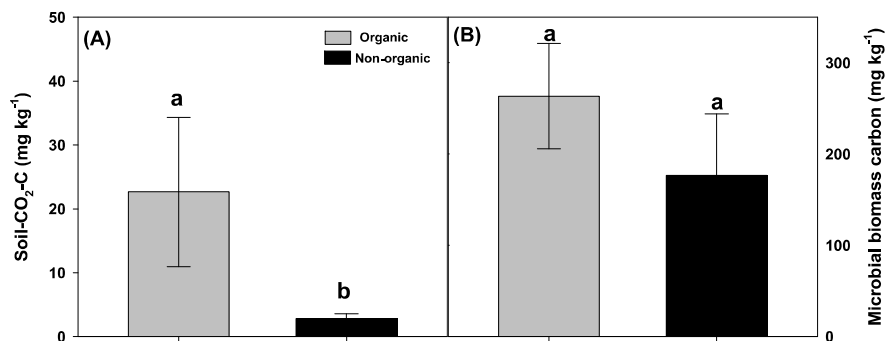 (A)
Organic
Non-organic
a
b
50
40
30
20
10
0
Soil-CO₂-C (mg kg⁻¹)
(B)
a
a
300
200
100
0
Microbial biomass carbon (mg kg⁻¹)